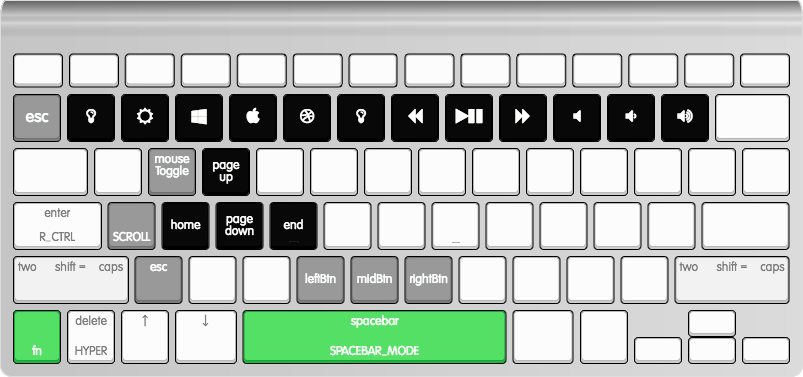 esc
mouse
Toggle
page
up
enter
R_CTRL
SCROLL
home
page
down
end
_
two shift = caps
esc
leftBtn
midBtn
rightBtn
two shift = caps
fn
delete
HYPER
↑
↓
spacebar
SPACEBAR_MODE